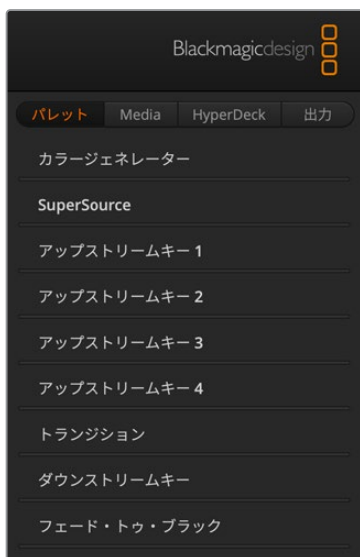 Blackmagicdesign
パレット Media HyperDeck 出力
カラージェネレーター
SuperSource
アップストリームキー 1
アップストリームキー 2
アップストリームキー 3
アップストリームキー 4
トランジション
ダウンストリームキー
フェード・トゥ・ブラック